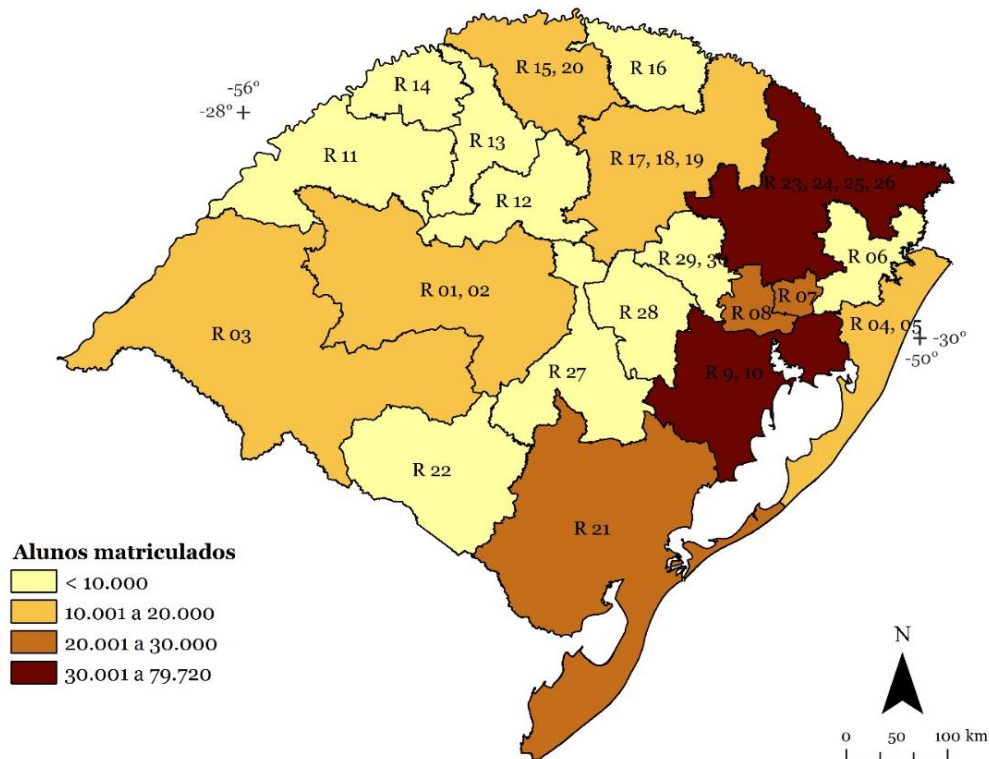 R 15, 20
R 16
-56°
-28°
R 14
R 13
R 11
R 17, 18, 19
R 23, 24, 25, 26
R 12
R 29, 30
R 06
R 01, 02
R 07
R 08
R 28
R 04, 05
R 03
-30°
-50°
R 27
R 9, 10
R 22
R 21
Alunos matriculados
< 10.000
10.001 a 20.000
20.001 a 30.000
30.001 a 79.720
N
0 50 100 km